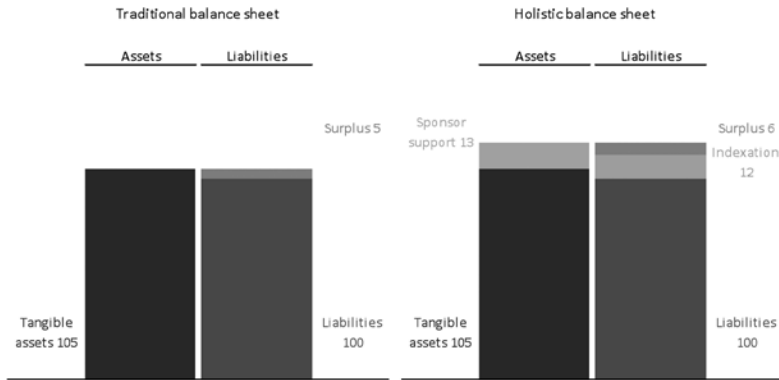 Traditional balance sheet
Assets
Liabilities
Surplus 5
Tangible
assets 105
Liabilities
100
Holistic balance sheet
Assets
Liabilities
Sponsor
support 13
Surplus 6
Indexation
12
Tangible
assets 105
Liabilities
100